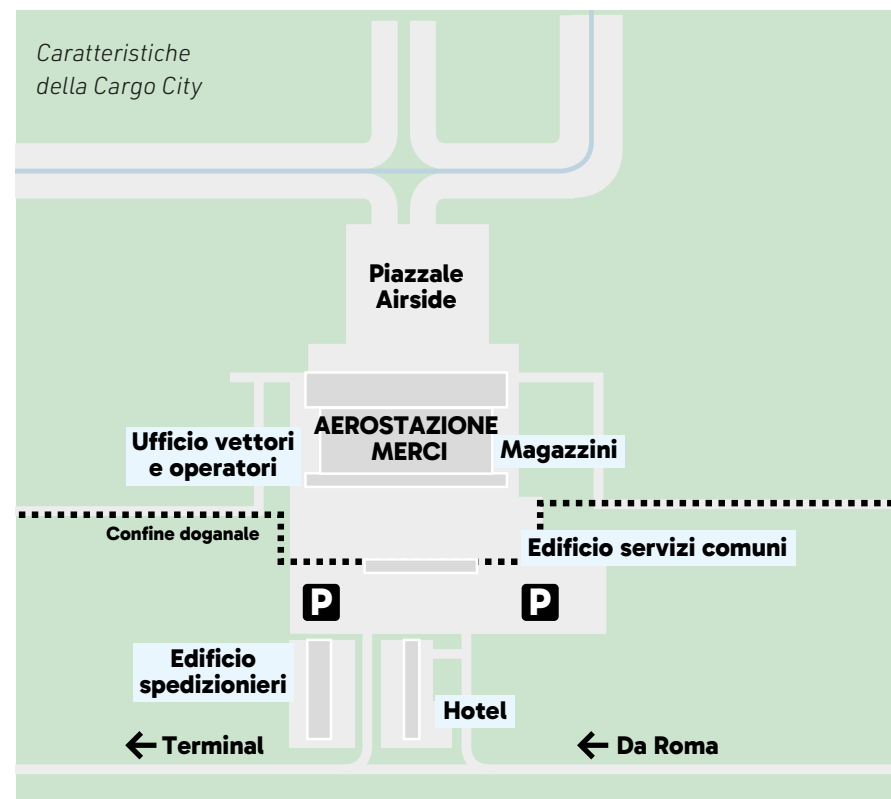 Caratteristiche
della Cargo City
Piazzale
Airside
AEROSTAZIONE
MERCI
Ufficio vettori
e operatori
Magazzini
Confine doganale
Edificio servizi comuni
P
P
Edificio
spedizionieri
Hotel
← Terminal
← Da Roma